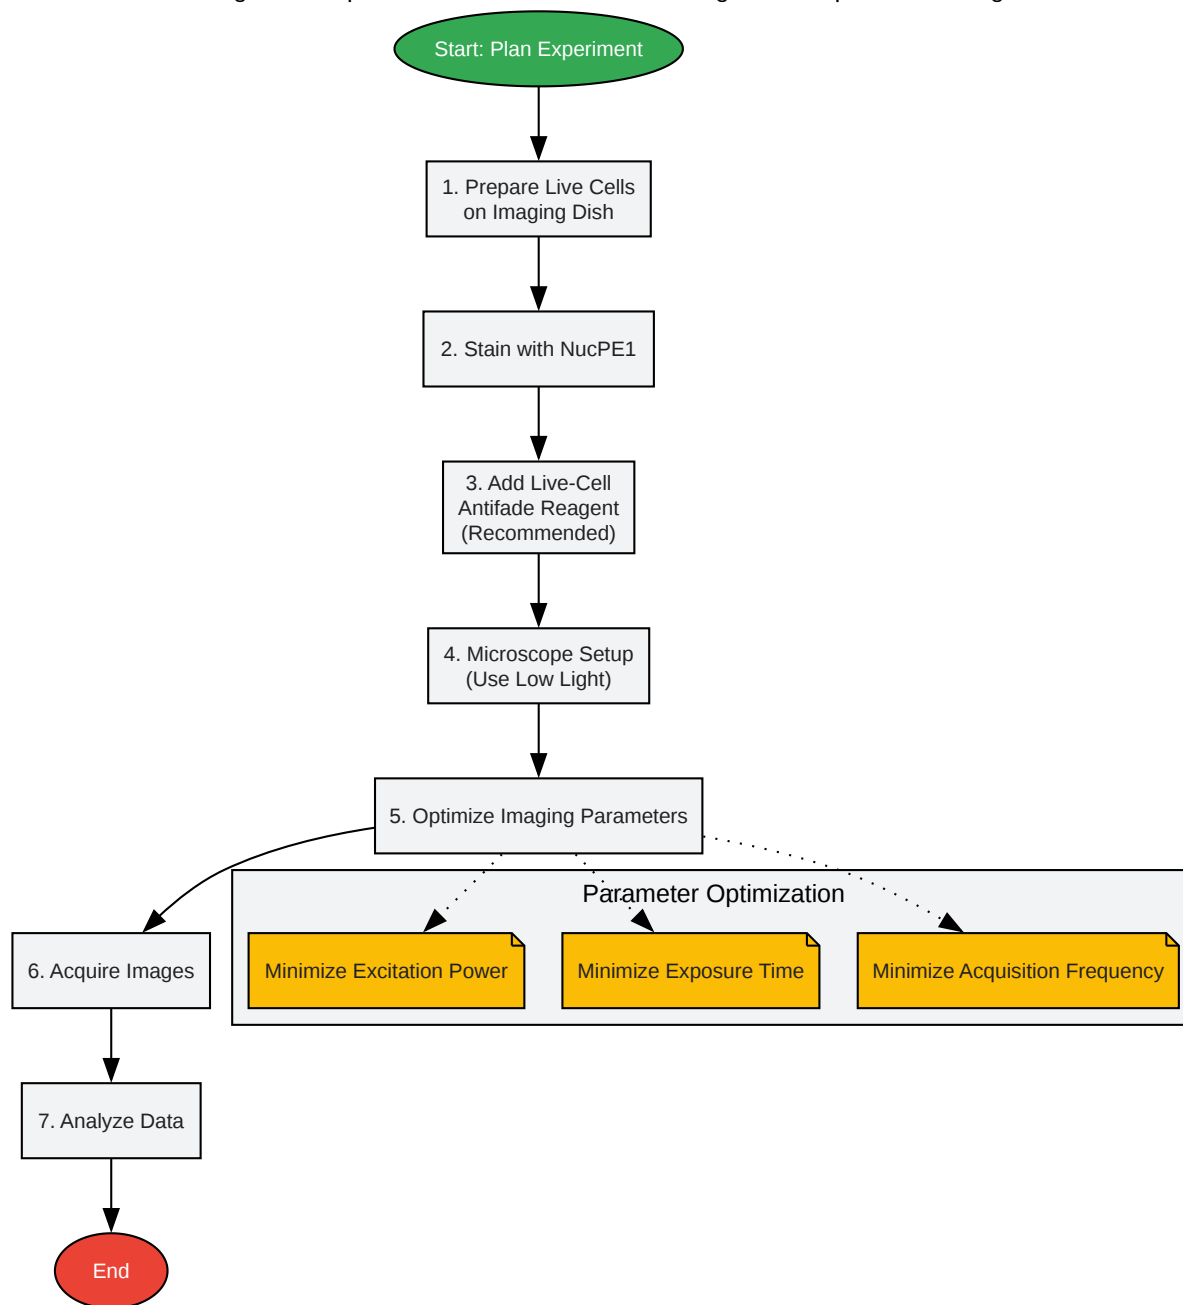 Start: Plan Experiment
1. Prepare Live Cells
on Imaging Dish
2. Stain with NucPE1
3. Add Live-Cell
Antifade Reagent
(Recommended)
4. Microscope Setup
(Use Low Light)
5. Optimize Imaging Parameters
Parameter Optimization
6. Acquire Images
Minimize Excitation Power
Minimize Exposure Time
Minimize Acquisition Frequency
7. Analyze Data
End